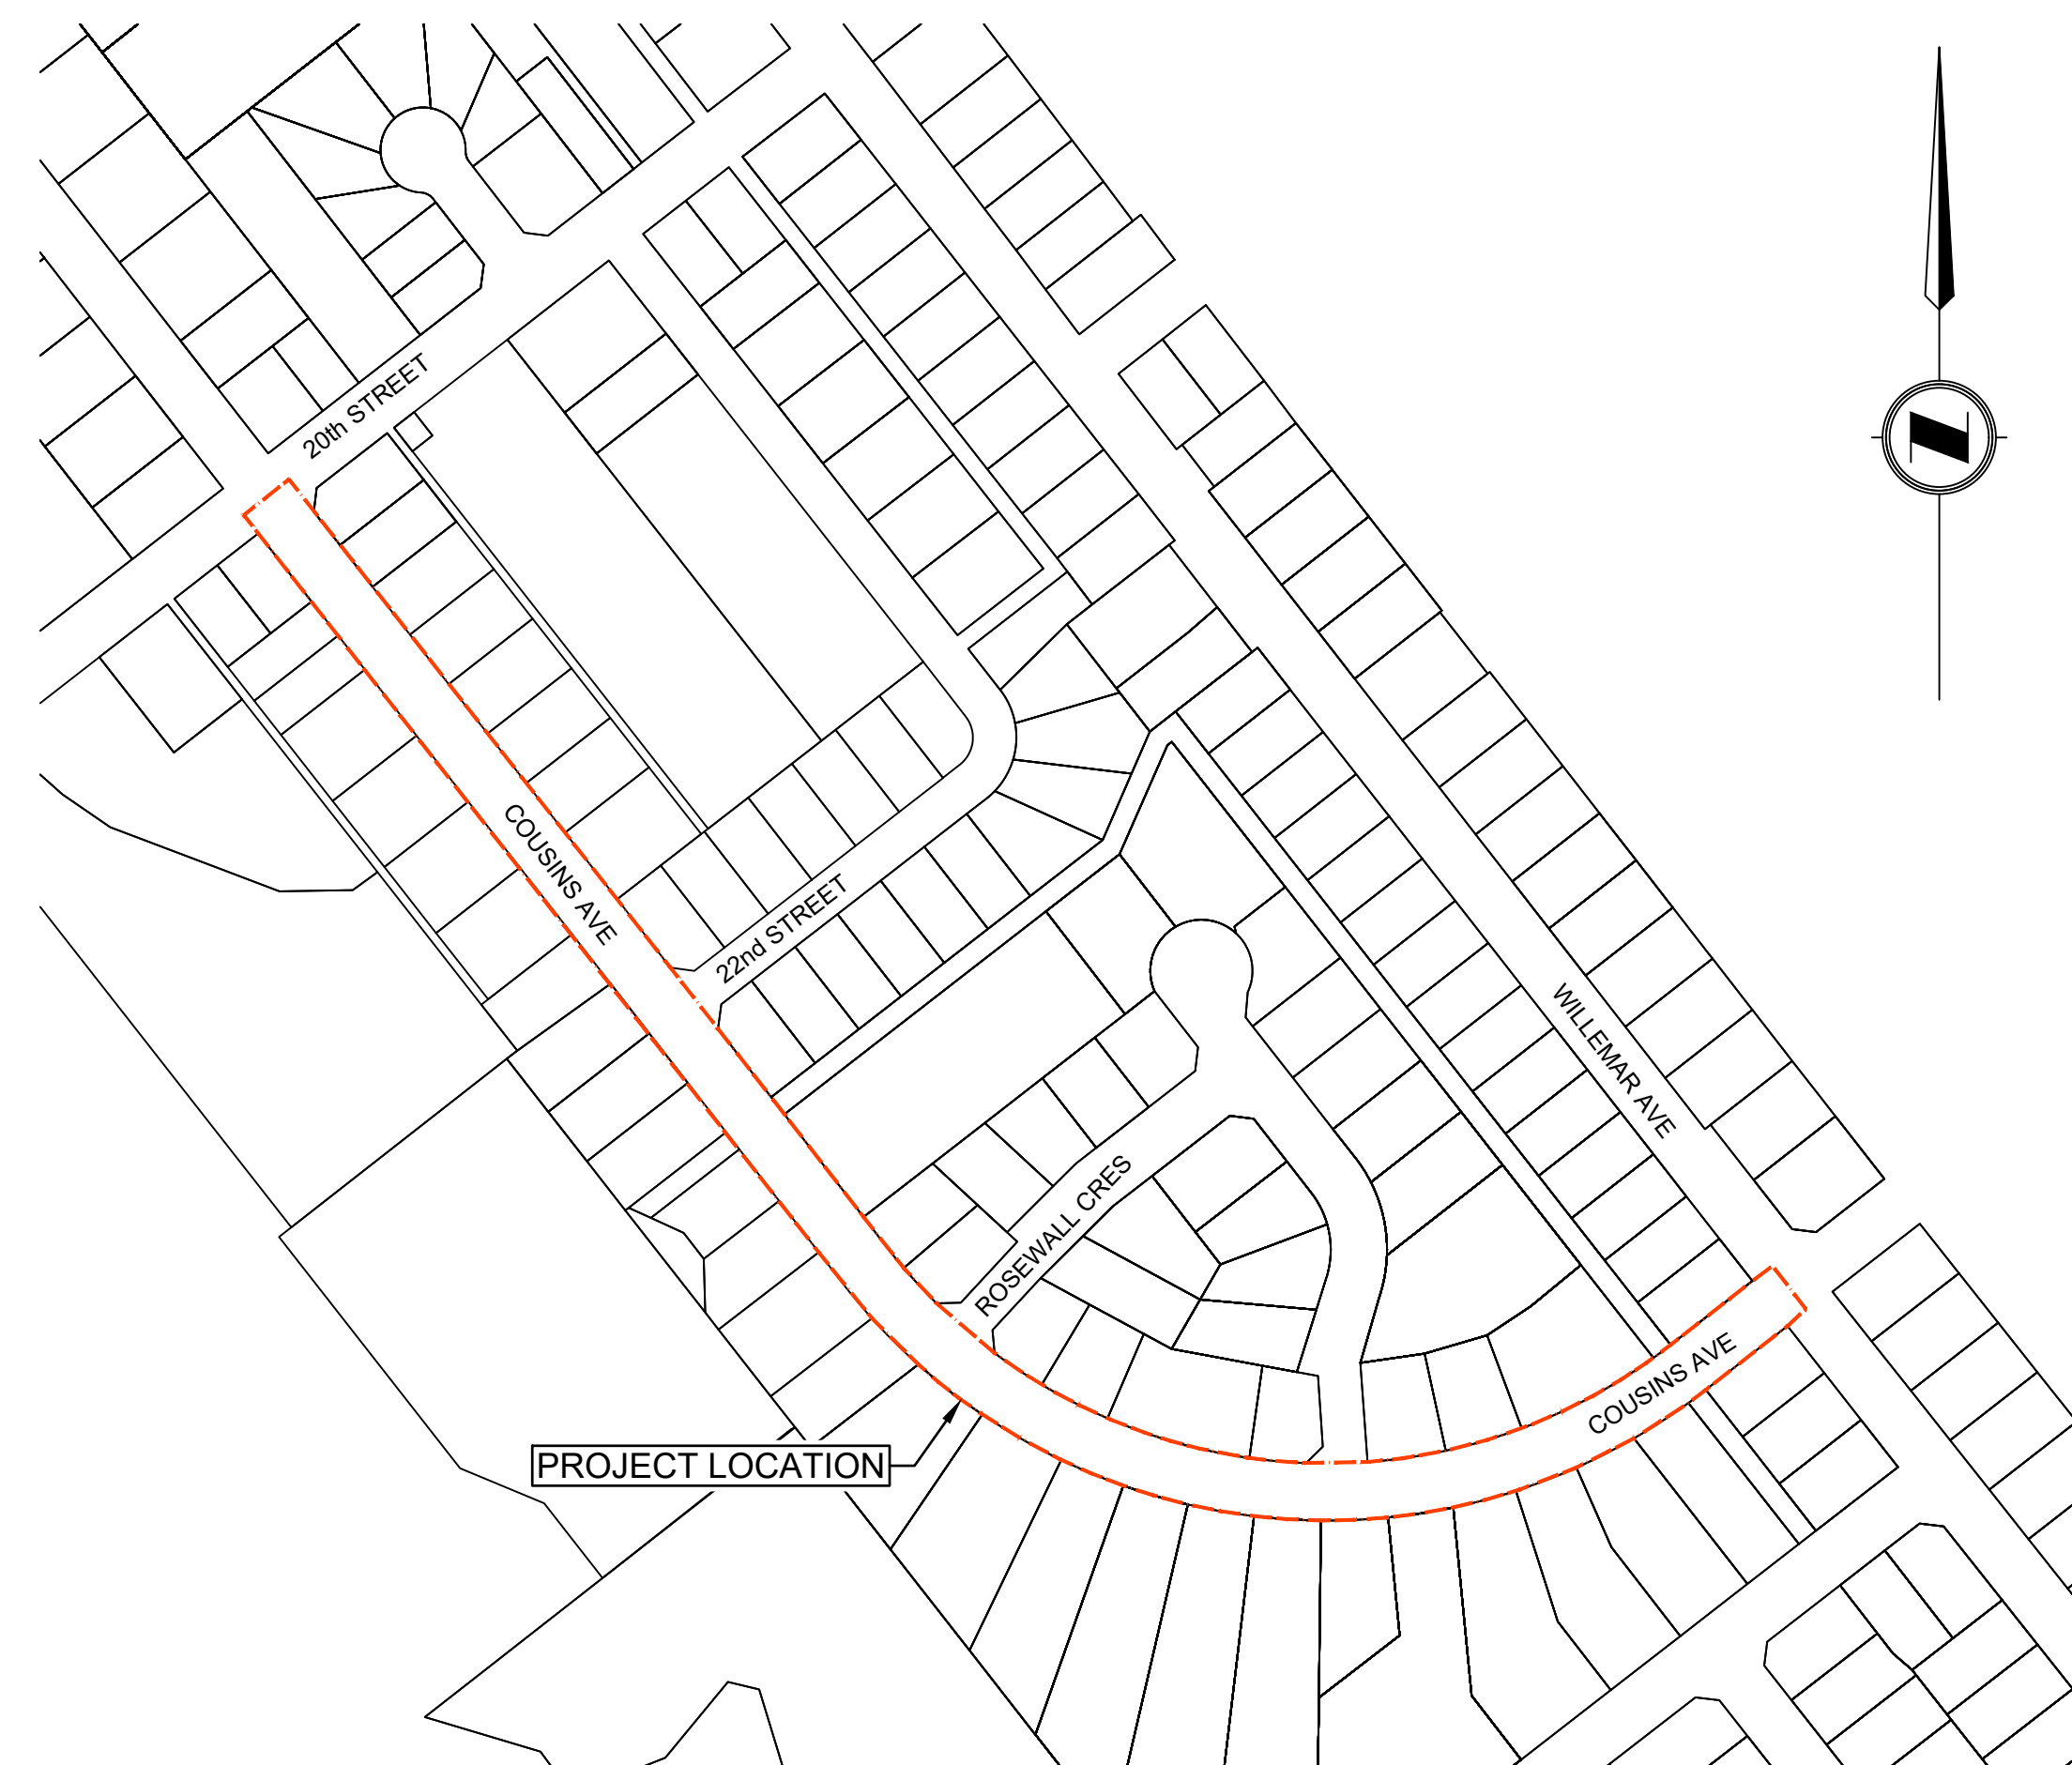 20th STREET
COUSINS AVE
22nd STREET
WILLEMAR AVE
ROSEWALL CRES
COUSINS AVE
PROJECT LOCATION